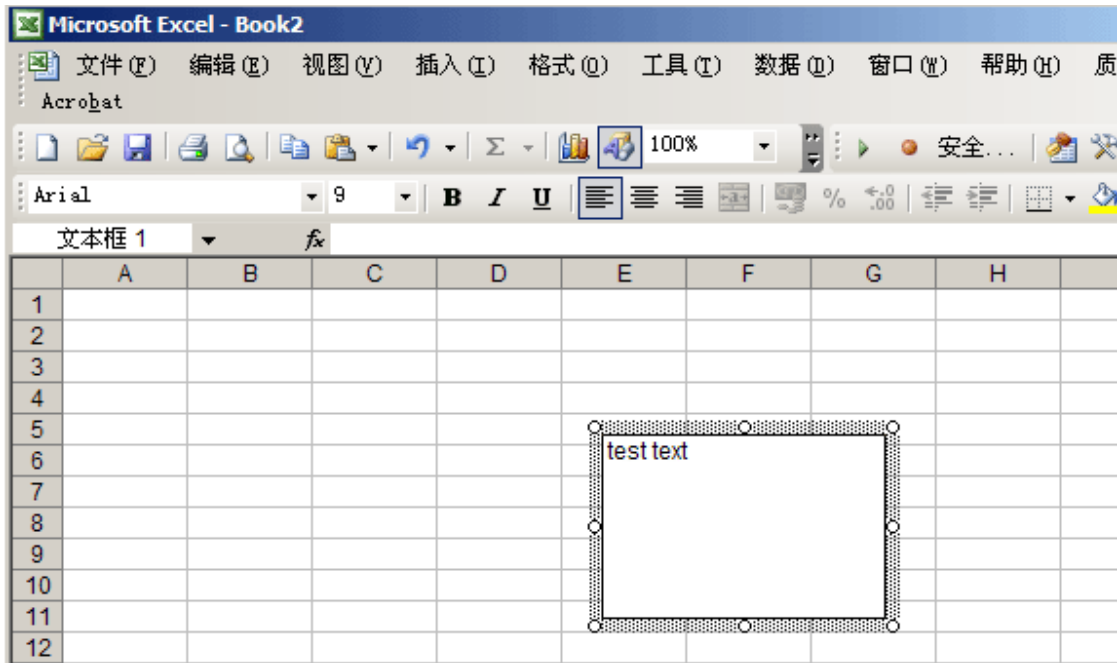 Microsoft Excel - Book2
文件(F) 编辑(E) 视图(V) 插入(I) 格式(O) 工具(T) 数据(D) 窗口(W) 帮助(H) 质
Acrobat
Σ 100% 安全...
Arial 9 B I U a % .00
文本框 1 fx
A B C D E F G H
1
2
3
4
5
6
test text
7
8
9
10
11
12